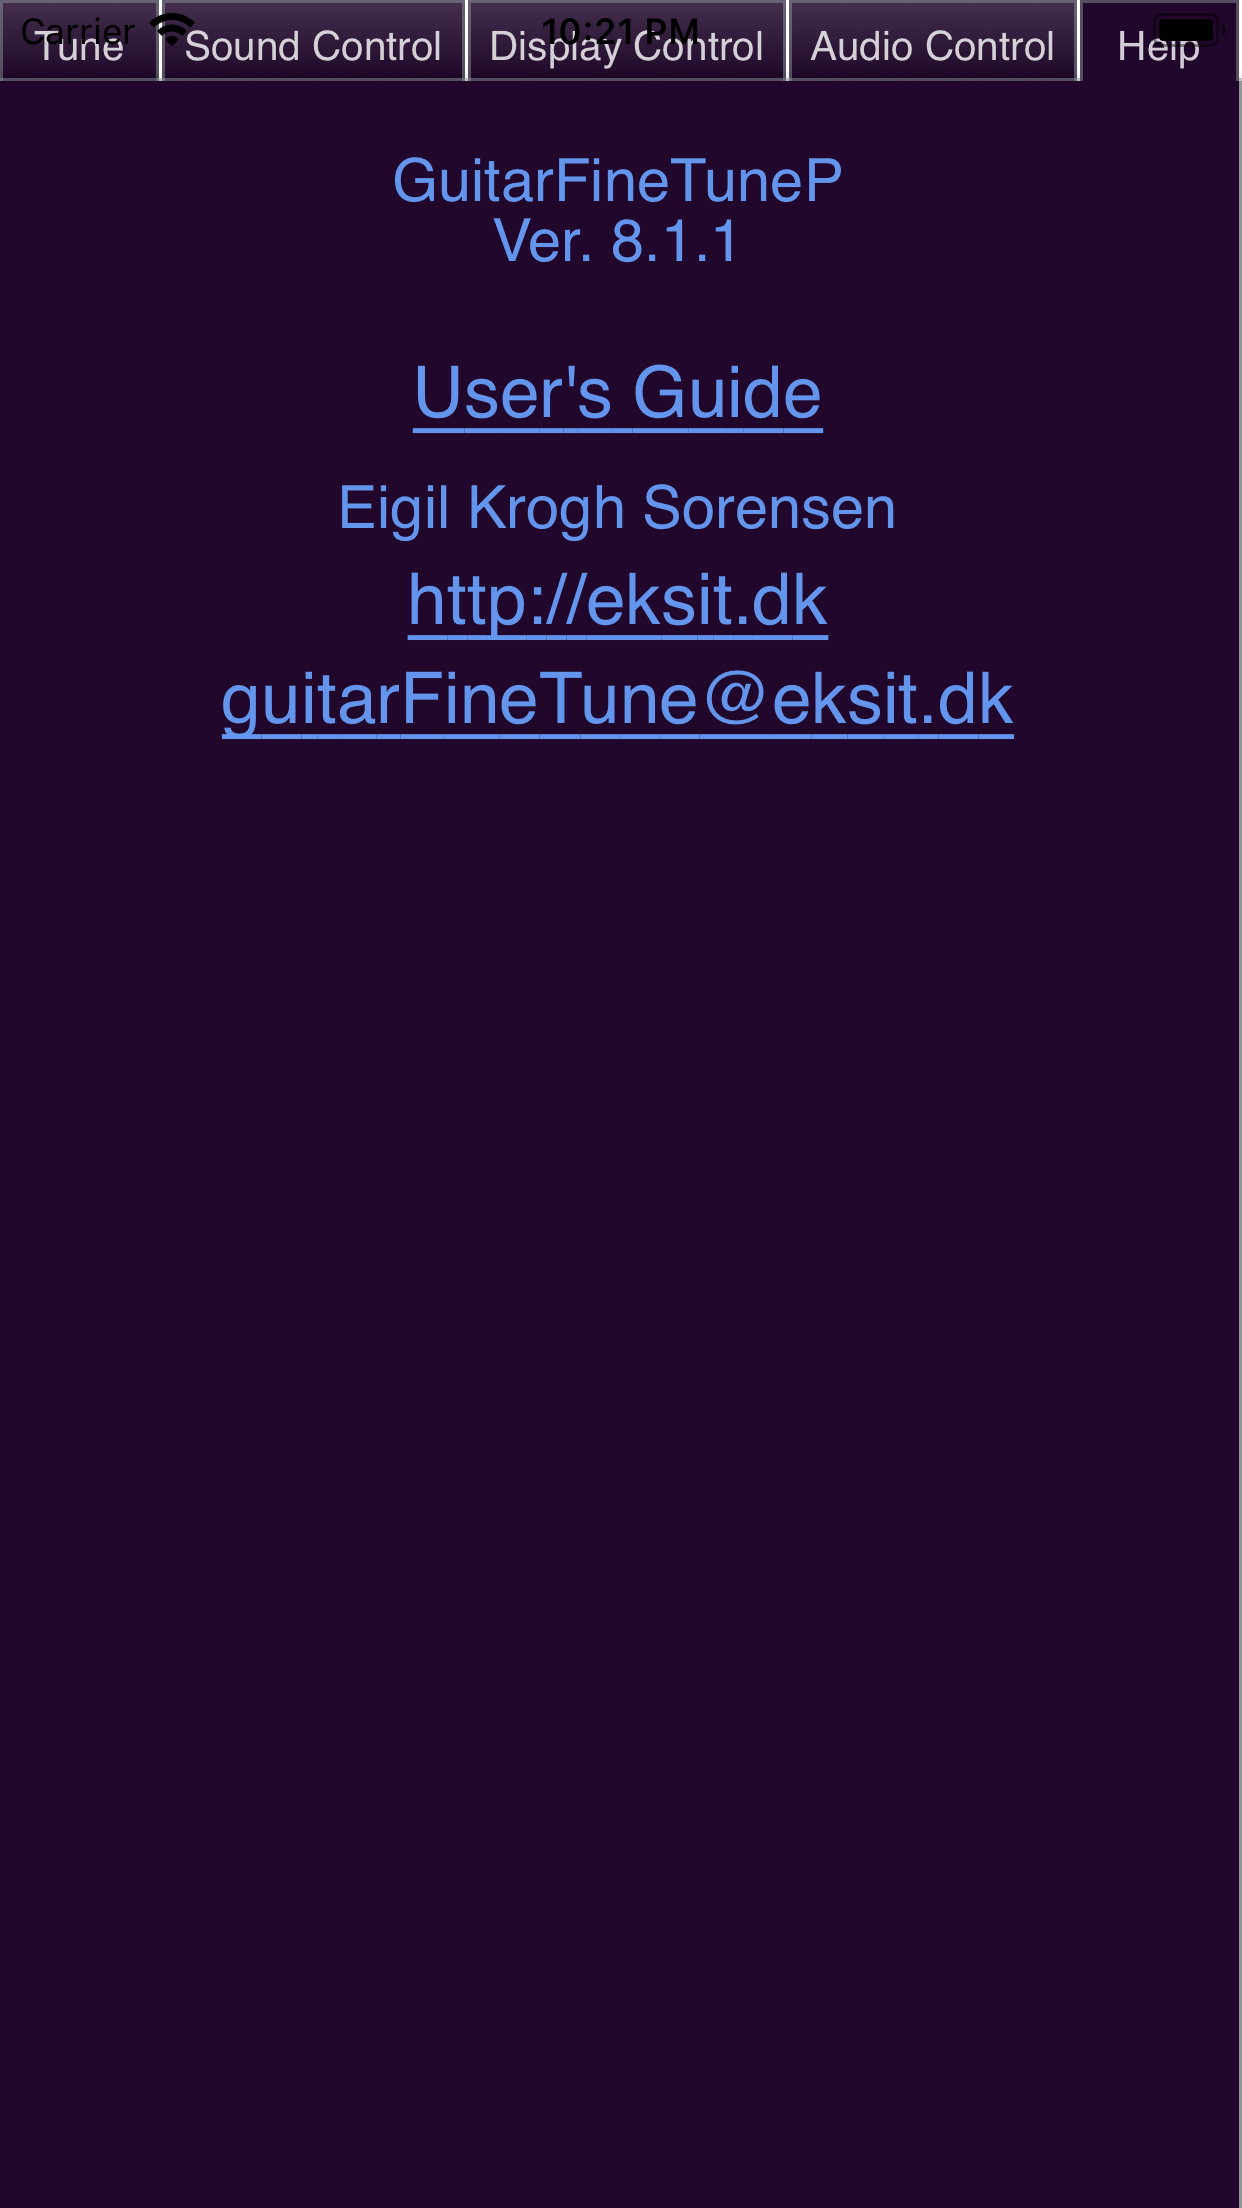 Carrier 10:21 PM
Tune Sound Control Display Control Audio Control Help
GuitarFineTuneP
Ver. 8.1.1
User's Guide
Eigil Krogh Sorensen
http://eksit.dk
guitarFineTune@eksit.dk